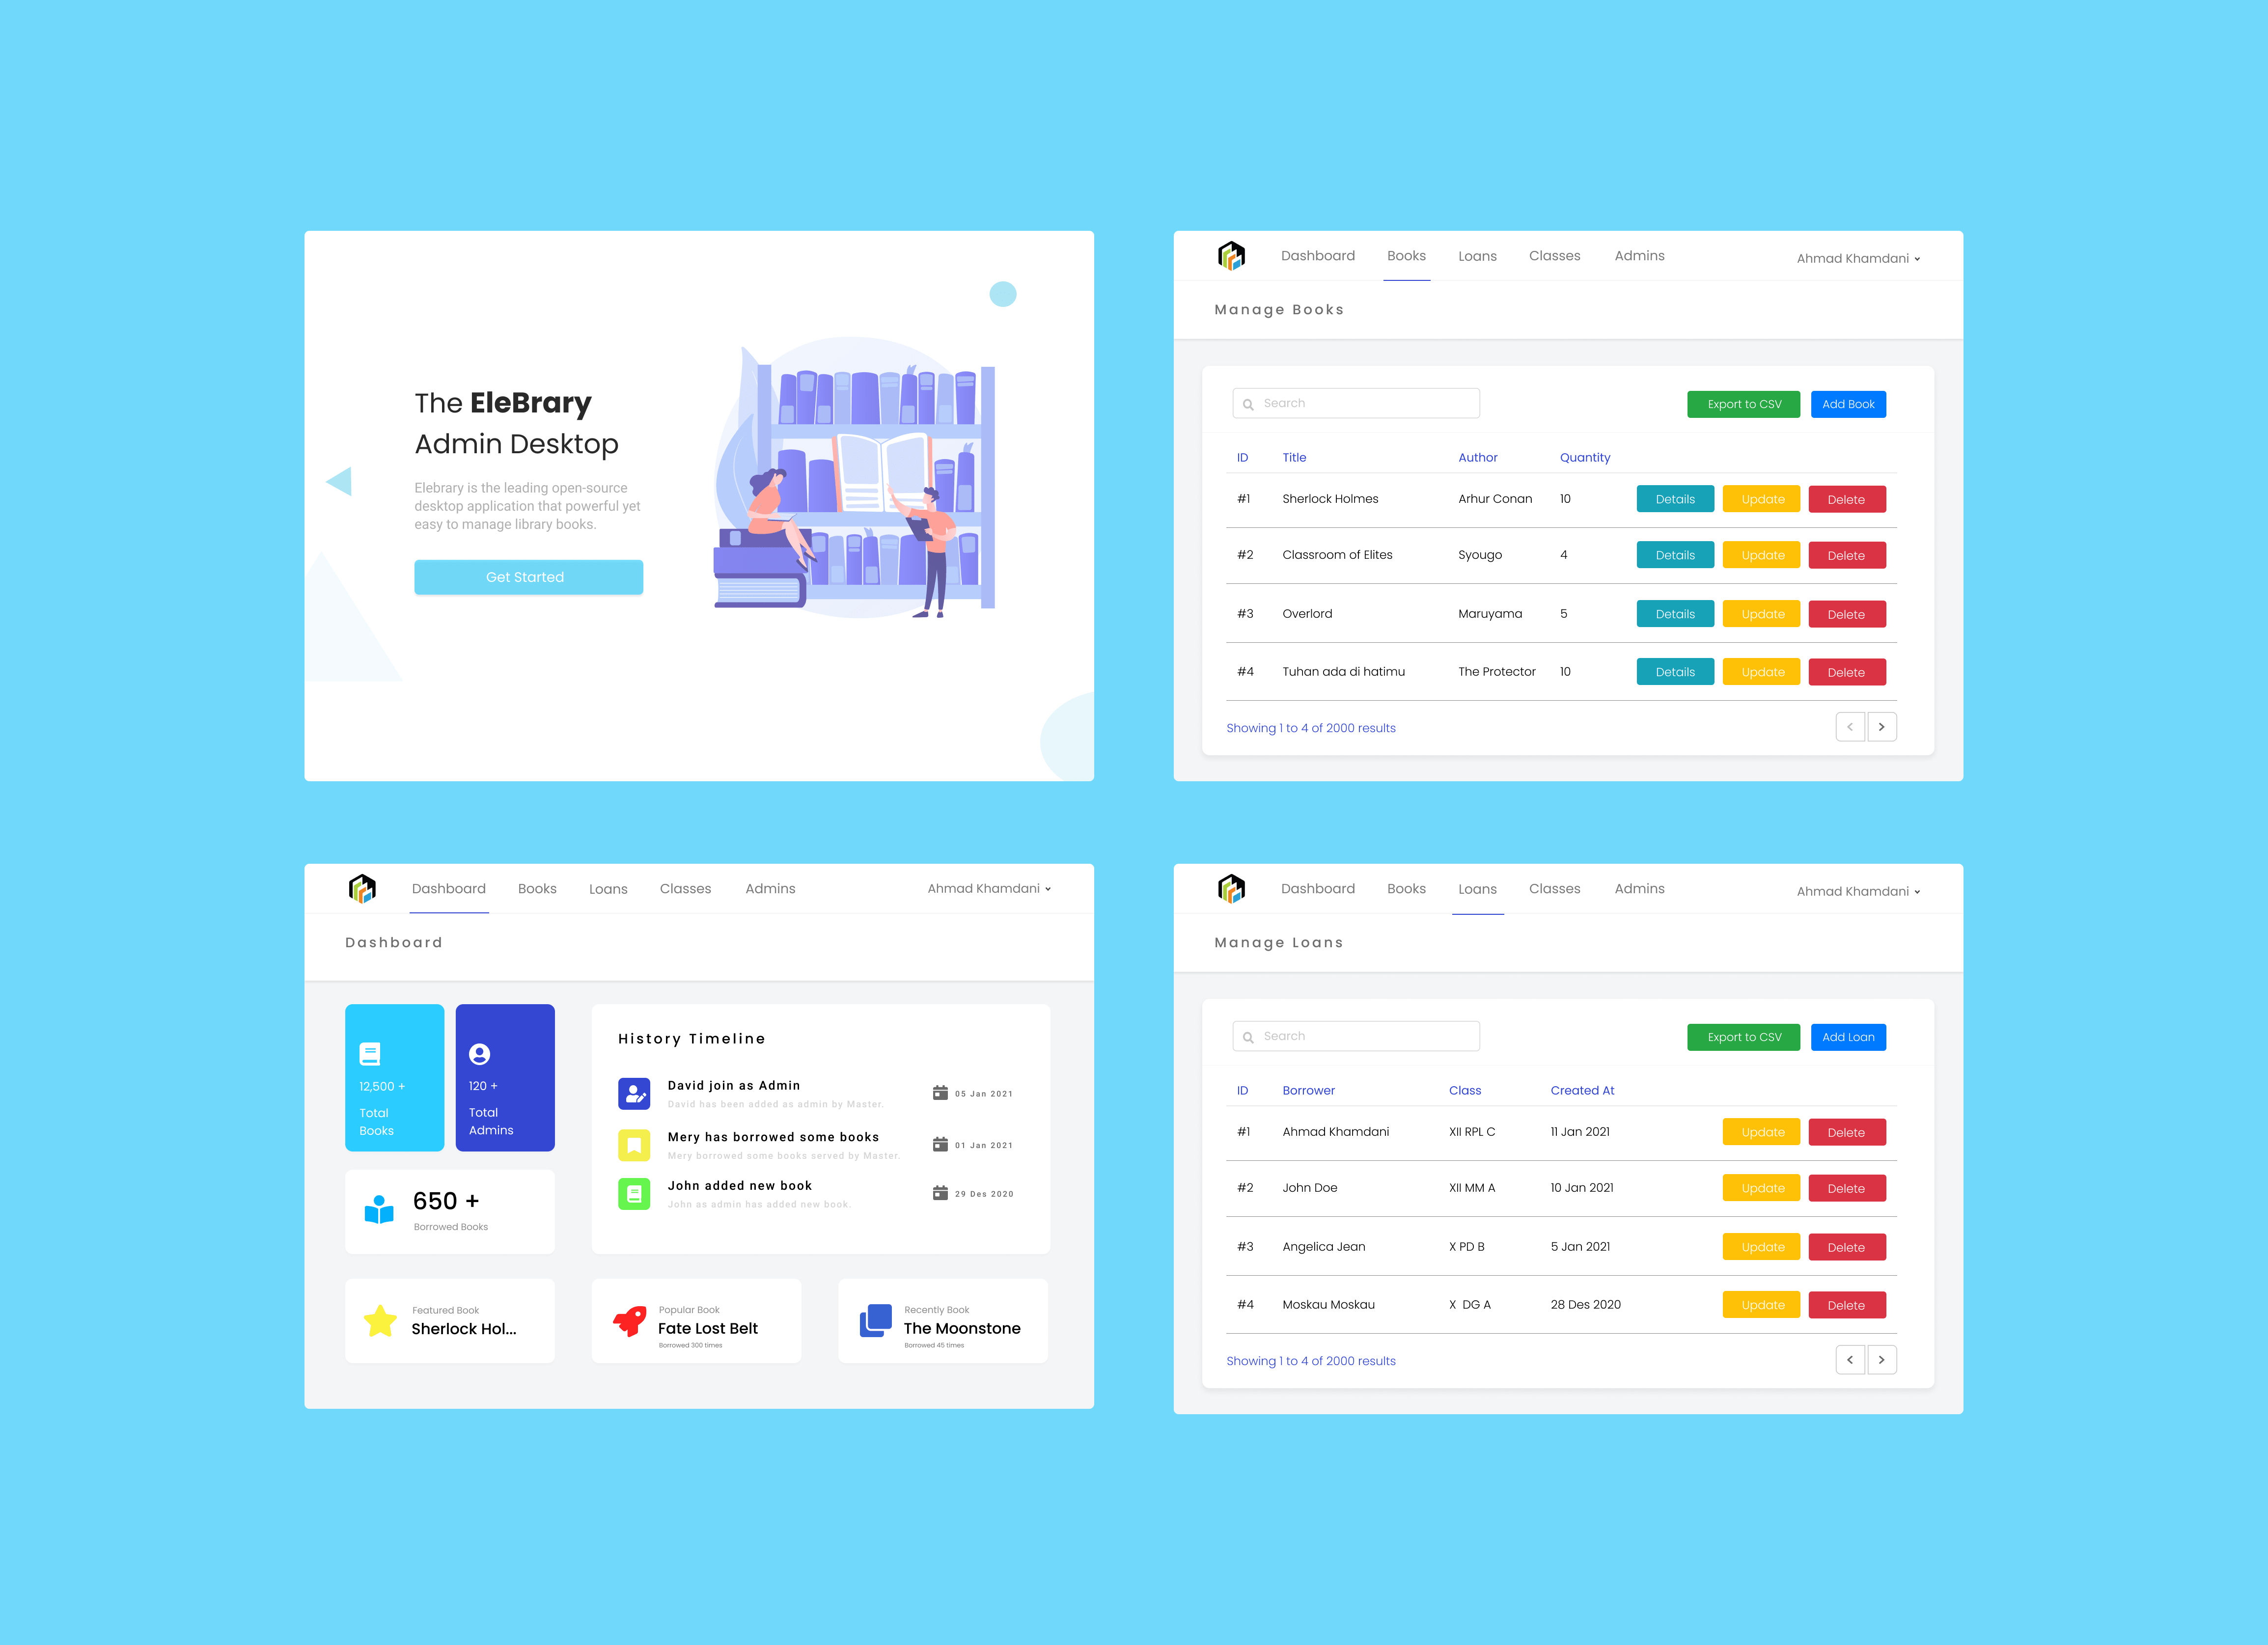 The EleBrary
Admin Desktop
Elebrary is the leading open-source
desktop application that powerful yet
easy to manage library books.
Get Started
Dashboard Books Loans Classes Admins Ahmad Khamdani
Manage Books
Search Export to CSV Add Book
ID Title Author Quantity
#1 Sherlock Holmes Arhur Conan 10 Details Update Delete
#2 Classroom of Elites Syougo 4 Details Update Delete
#3 Overlord Maruyama 5 Details Update Delete
#4 Tuhan ada di hatimu The Protector 10 Details Update Delete
Showing 1 to 4 of 2000 results < >
Dashboard Books Loans Classes Admins Ahmad Khamdani
Dashboard
12,500 +
Total
Books
120 +
Total
Admins
650 +
Borrowed Books
History Timeline
David join as Admin
David has been added as admin by Master.
05 Jan 2021
Mery has borrowed some books
Mery borrowed some books served by Master.
01 Jan 2021
John added new book
John as admin has added new book.
29 Des 2020
Featured Book
Sherlock Hol...
Popular Book
Fate Lost Belt
Borrowed 300 times
Recently Book
The Moonstone
Borrowed 45 times
Dashboard Books Loans Classes Admins Ahmad Khamdani
Manage Loans
Search Export to CSV Add Loan
ID Borrower Class Created At
#1 Ahmad Khamdani XII RPL C 11 Jan 2021 Update Delete
#2 John Doe XII MM A 10 Jan 2021 Update Delete
#3 Angelica Jean X PD B 5 Jan 2021 Update Delete
#4 Moskau Moskau X DG A 28 Des 2020 Update Delete
Showing 1 to 4 of 2000 results < >